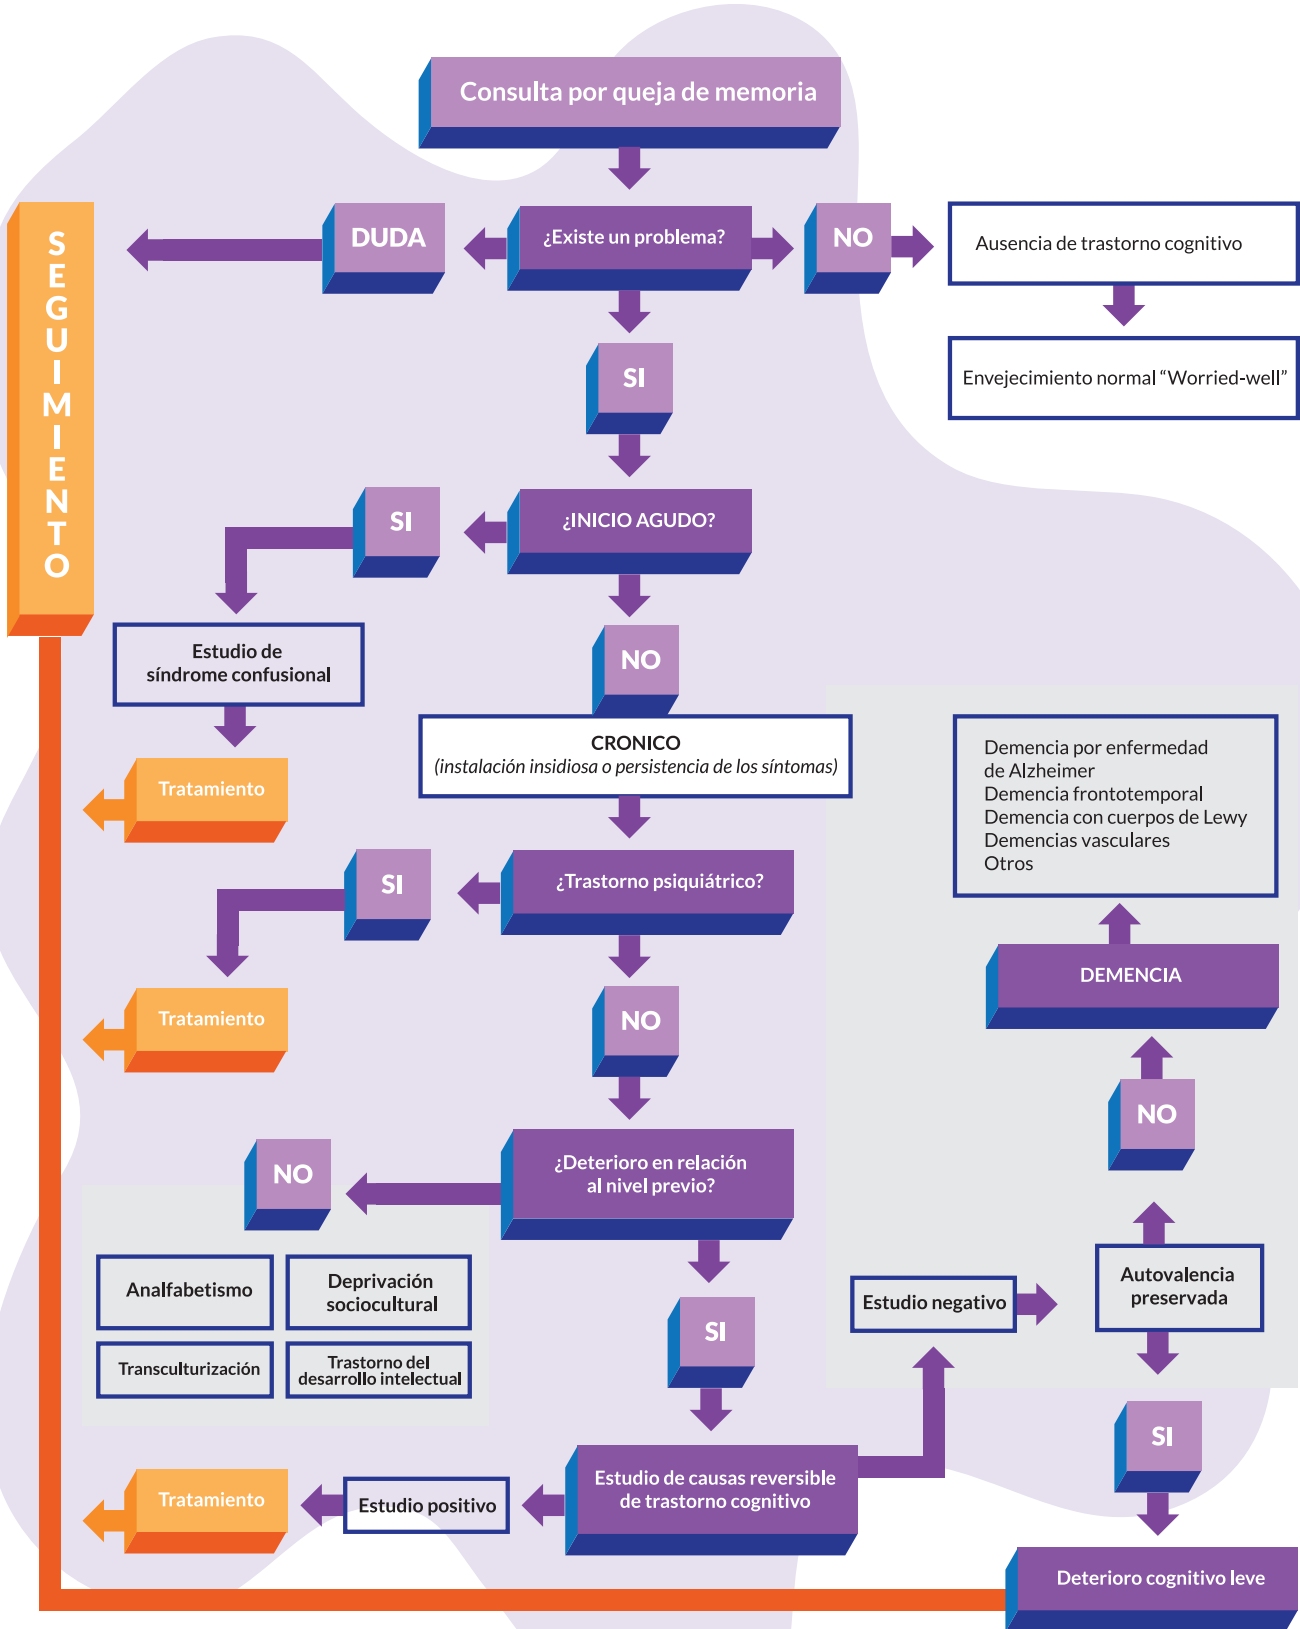 Consulta por queja de memoria
SEGUIMIENTO
DUDA
¿Existe un problema?
NO
Ausencia de trastorno cognitivo
Envejecimiento normal “Worried-well”
SI
SI
¿INICIO AGUDO?
Estudio de
síndrome confusional
NO
CRONICO
(instalación insidiosa o persistencia de los síntomas)
Tratamiento
Demencia por enfermedad
de Alzheimer
Demencia frontotemporal
Demencia con cuerpos de Lewy
Demencias vasculares
Otros
SI
¿Trastorno psiquiátrico?
DEMENCIA
Tratamiento
NO
NO
NO
¿Deterioro en relación
al nivel previo?
Analfabetismo
Deprivación
sociocultural
Transculturización
Trastorno del
desarrollo intelectual
SI
Estudio negativo
Autovalencia
preservada
SI
Tratamiento
Estudio positivo
Estudio de causas reversible
de trastorno cognitivo
Deterioro cognitivo leve